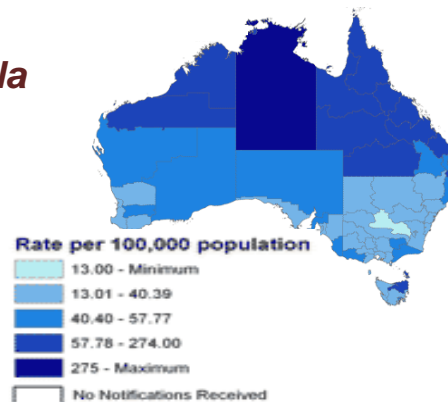 la
Rate per 100,000 population
13.00 - Minimum
13.01 - 40.39
40.40 - 57.77
57.78 - 274.00
275 - Maximum
No Notifications Received